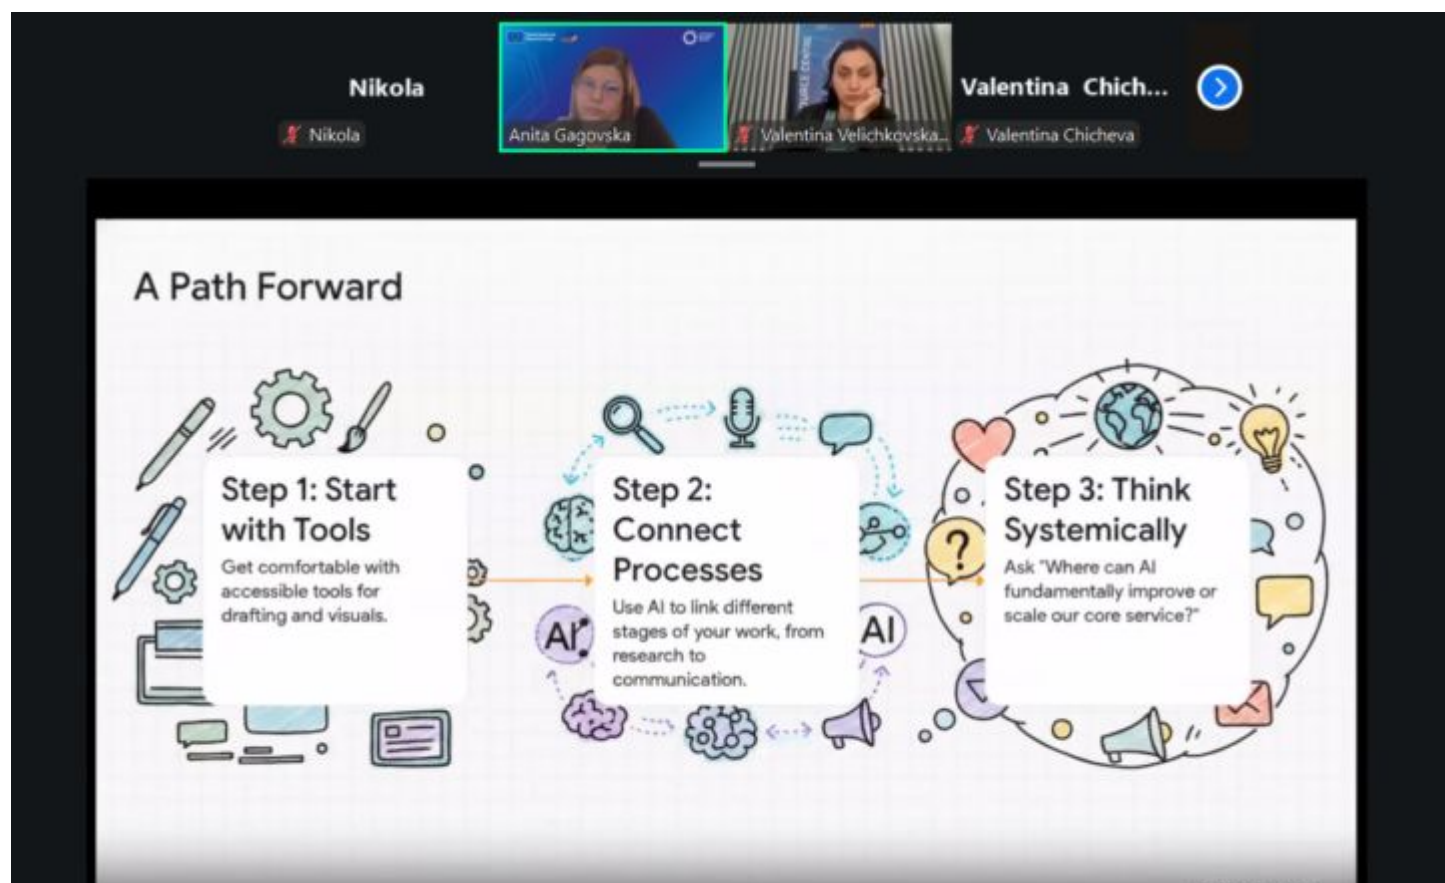 Nikola
Valentina Chich...
Nikola
Anita Gagovska
Valentina Velichkovska...
Valentina Chicheva
A Path Forward
Step 1: Start
with Tools
Get comfortable with
accessible tools for
drafting and visuals.
Step 2:
Connect
Processes
Use AI to link different
stages of your work, from
research to
communication.
AI
AI
Step 3: Think
Systemically
Ask "Where can AI
fundamentally improve or
scale our core service?"
?